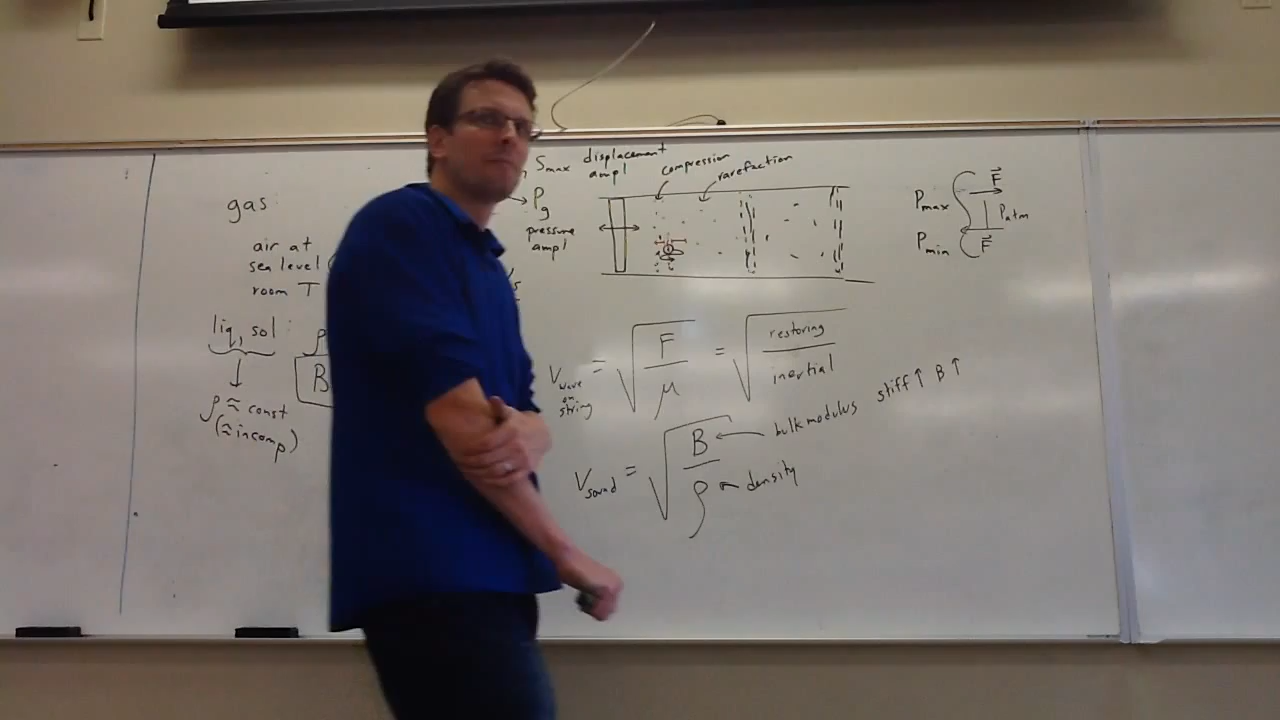 gas:
air at
sea level
room T
liq, sol:
ρ
B
ρ ≈ const
(≈ incomp)
Smax displacement
ampl
Pg
pressure
ampl
compression
rarefaction
Pmax
F
Patm
Pmin
F
Vwave on string = √(F/μ) = √(restoring/inertial)
Vsound = √(B/ρ)
bulk modulus stiff ↑ B ↑
density